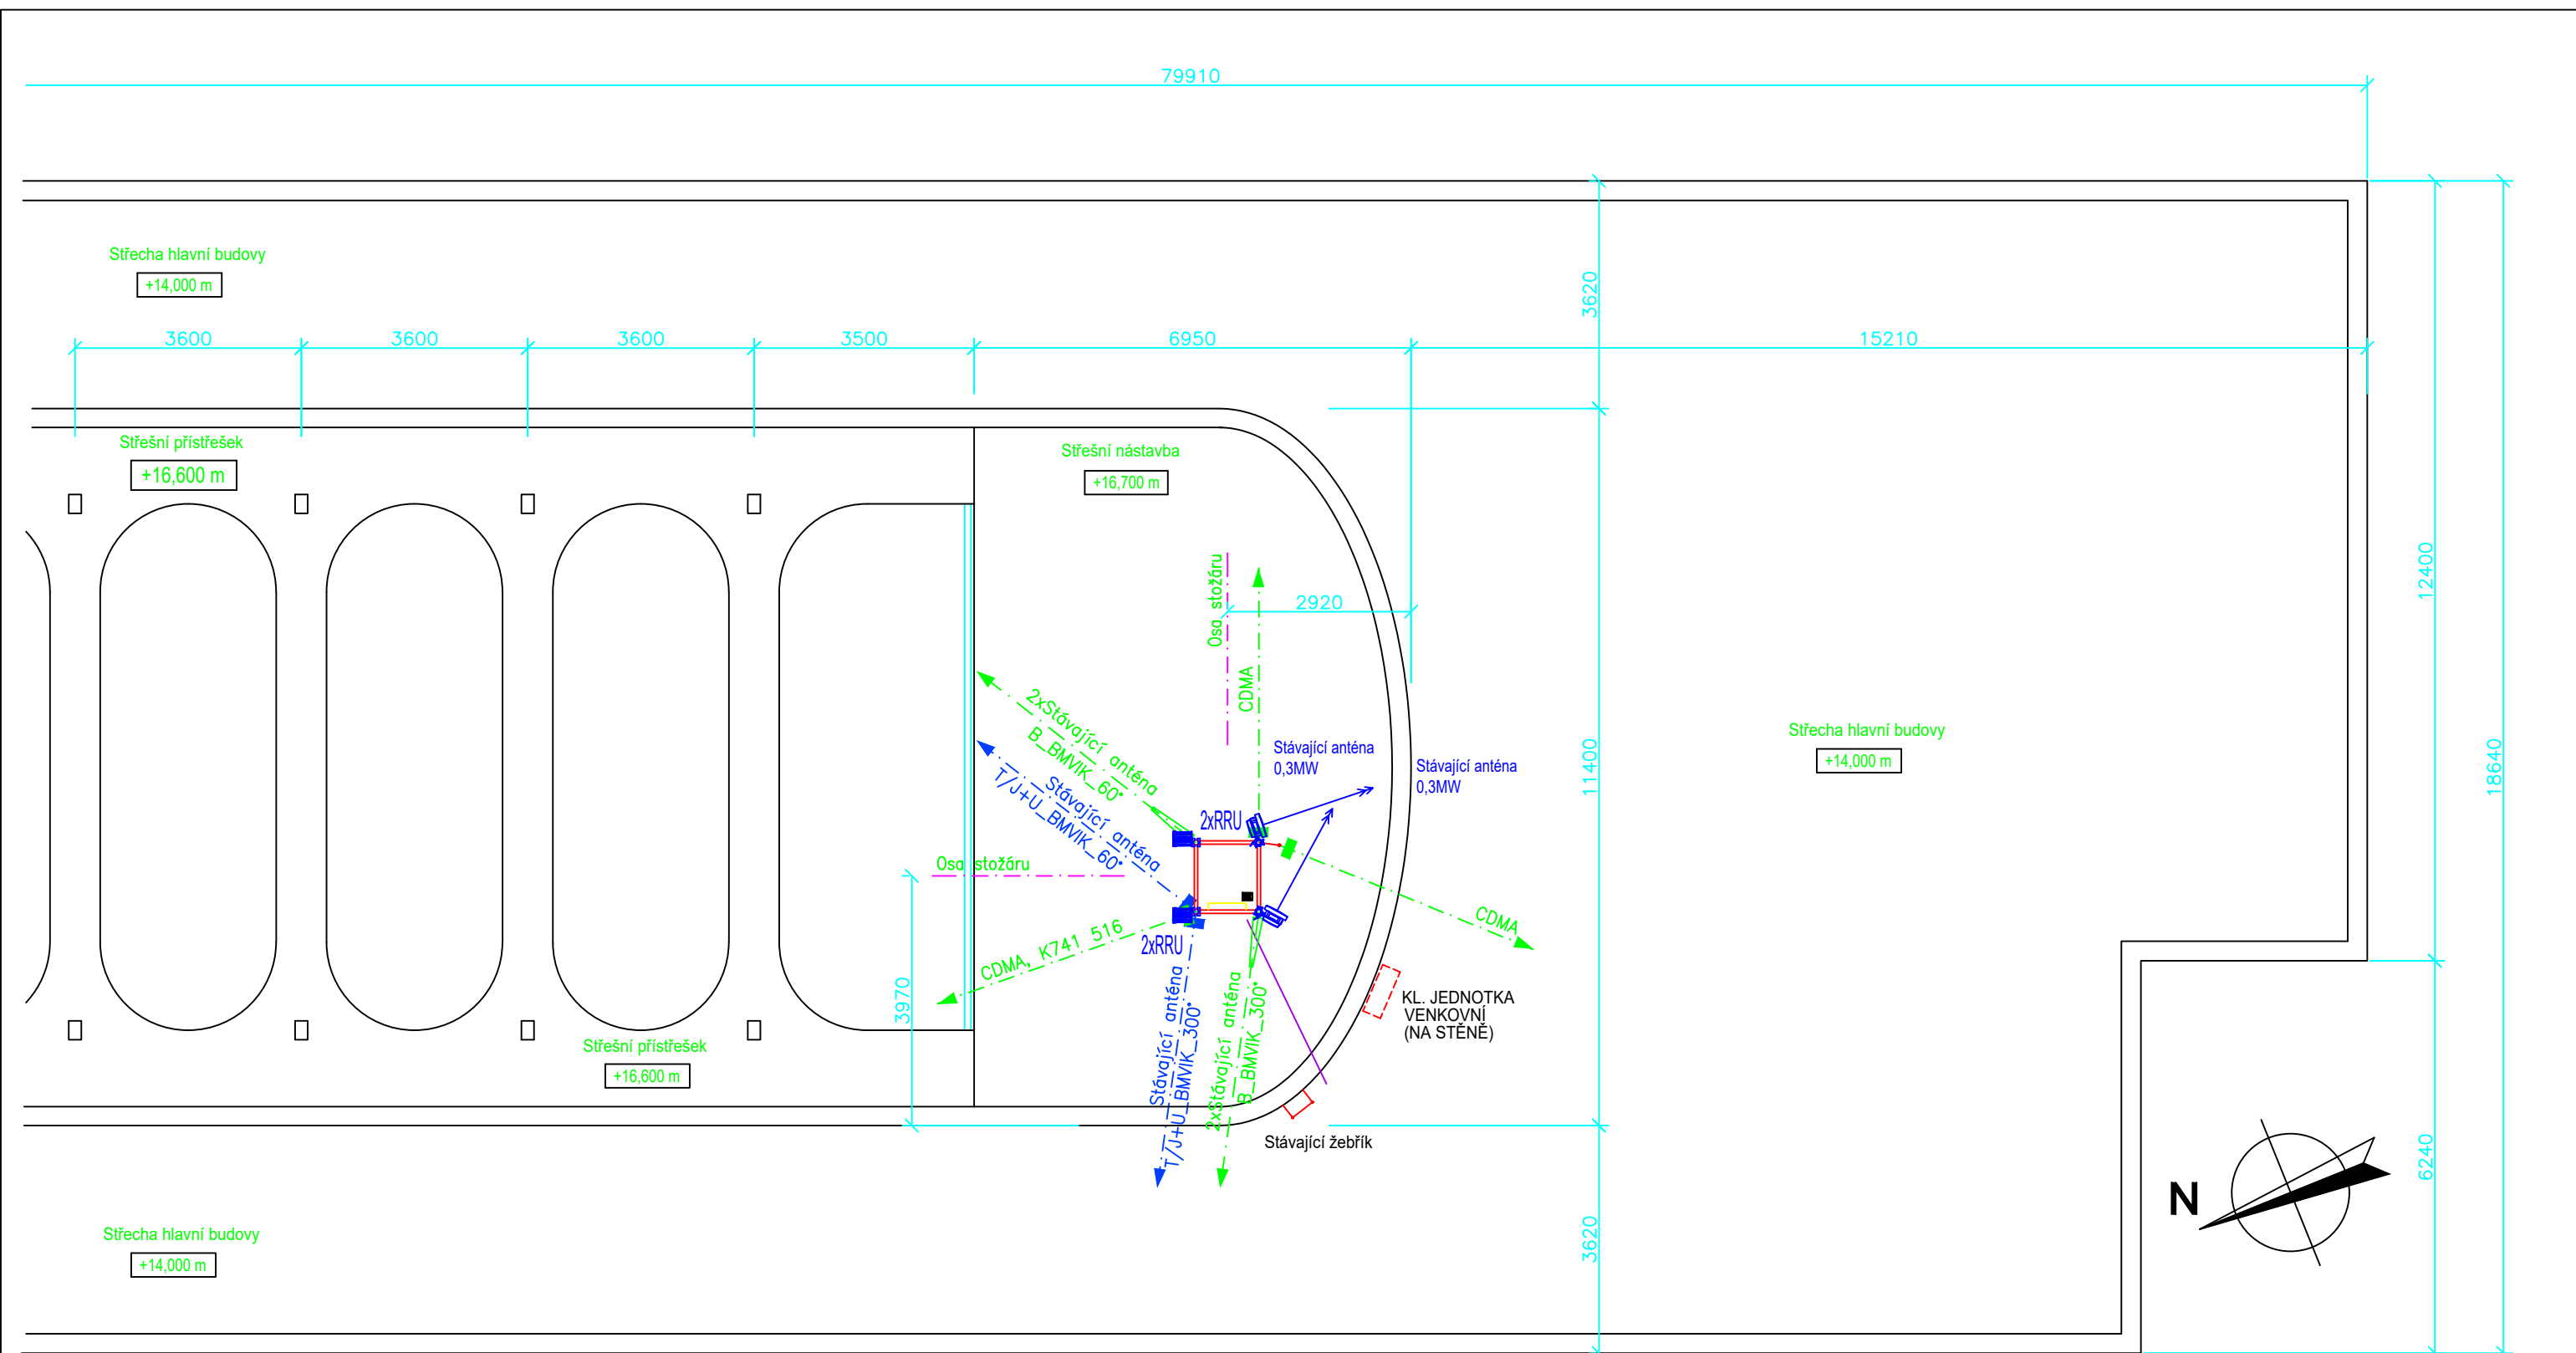 79910
Střecha hlavní budovy
+14,000 m
3620
3600
3600
3600
3500
6950
15210
Střešní přístřešek
+16,600 m
Střešní nástavba
+16,700 m
Osa stožáru
2920
CDMA
12400
18640
11400
2xStávající anténa
B_BMVIK_60°
Stávající anténa
T/J+U_BMVIK_60°
Stávající anténa
0,3MW
Stávající anténa
0,3MW
Střecha hlavní budovy
+14,000 m
2xRRU
Osa stožáru
CDMA
CDMA, K741 516
2xRRU
3970
Stávající anténa
T/J+U_BMVIK_300°
2xStávající anténa
B_BMVIK_300°
KL. JEDNOTKA
VENKOVNÍ
(NA STĚNĚ)
Střešní přístřešek
+16,600 m
Stávající žebřík
6240
N
Střecha hlavní budovy
+14,000 m
3620